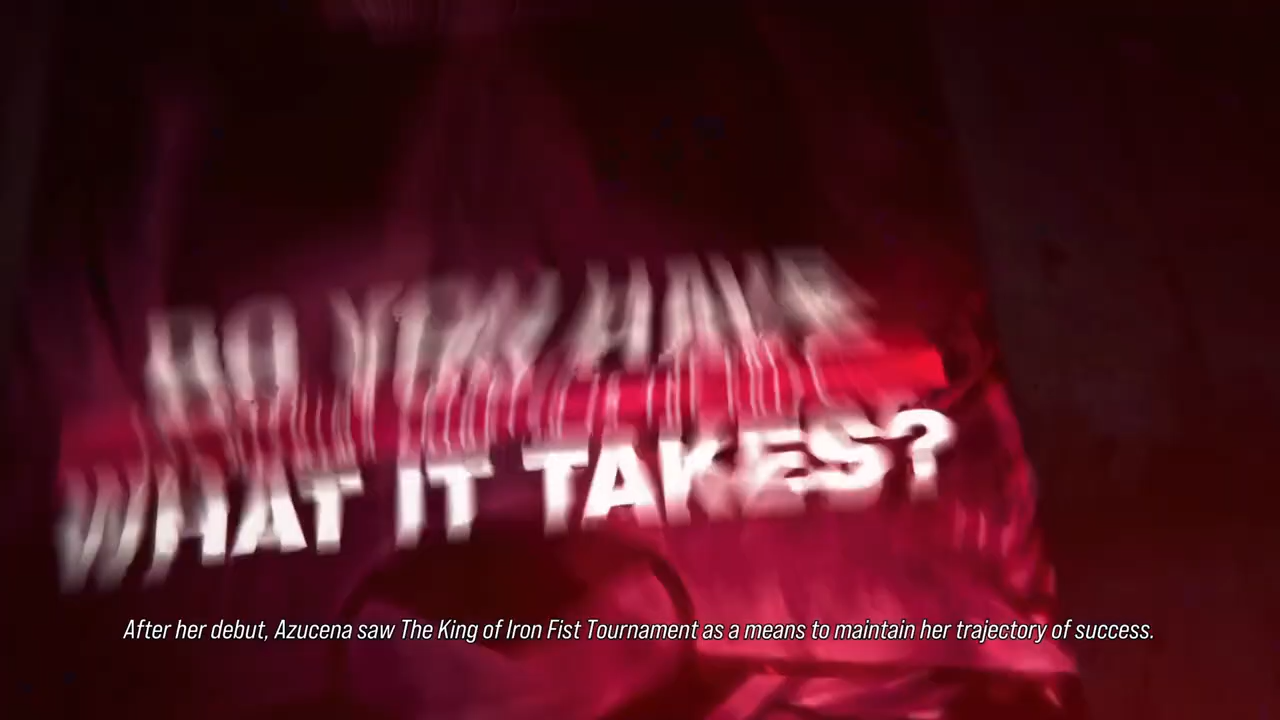 DO YOU HAVE
WHAT IT TAKES?
After her debut, Azucena saw The King of Iron Fist Tournament as a means to maintain her trajectory of success.